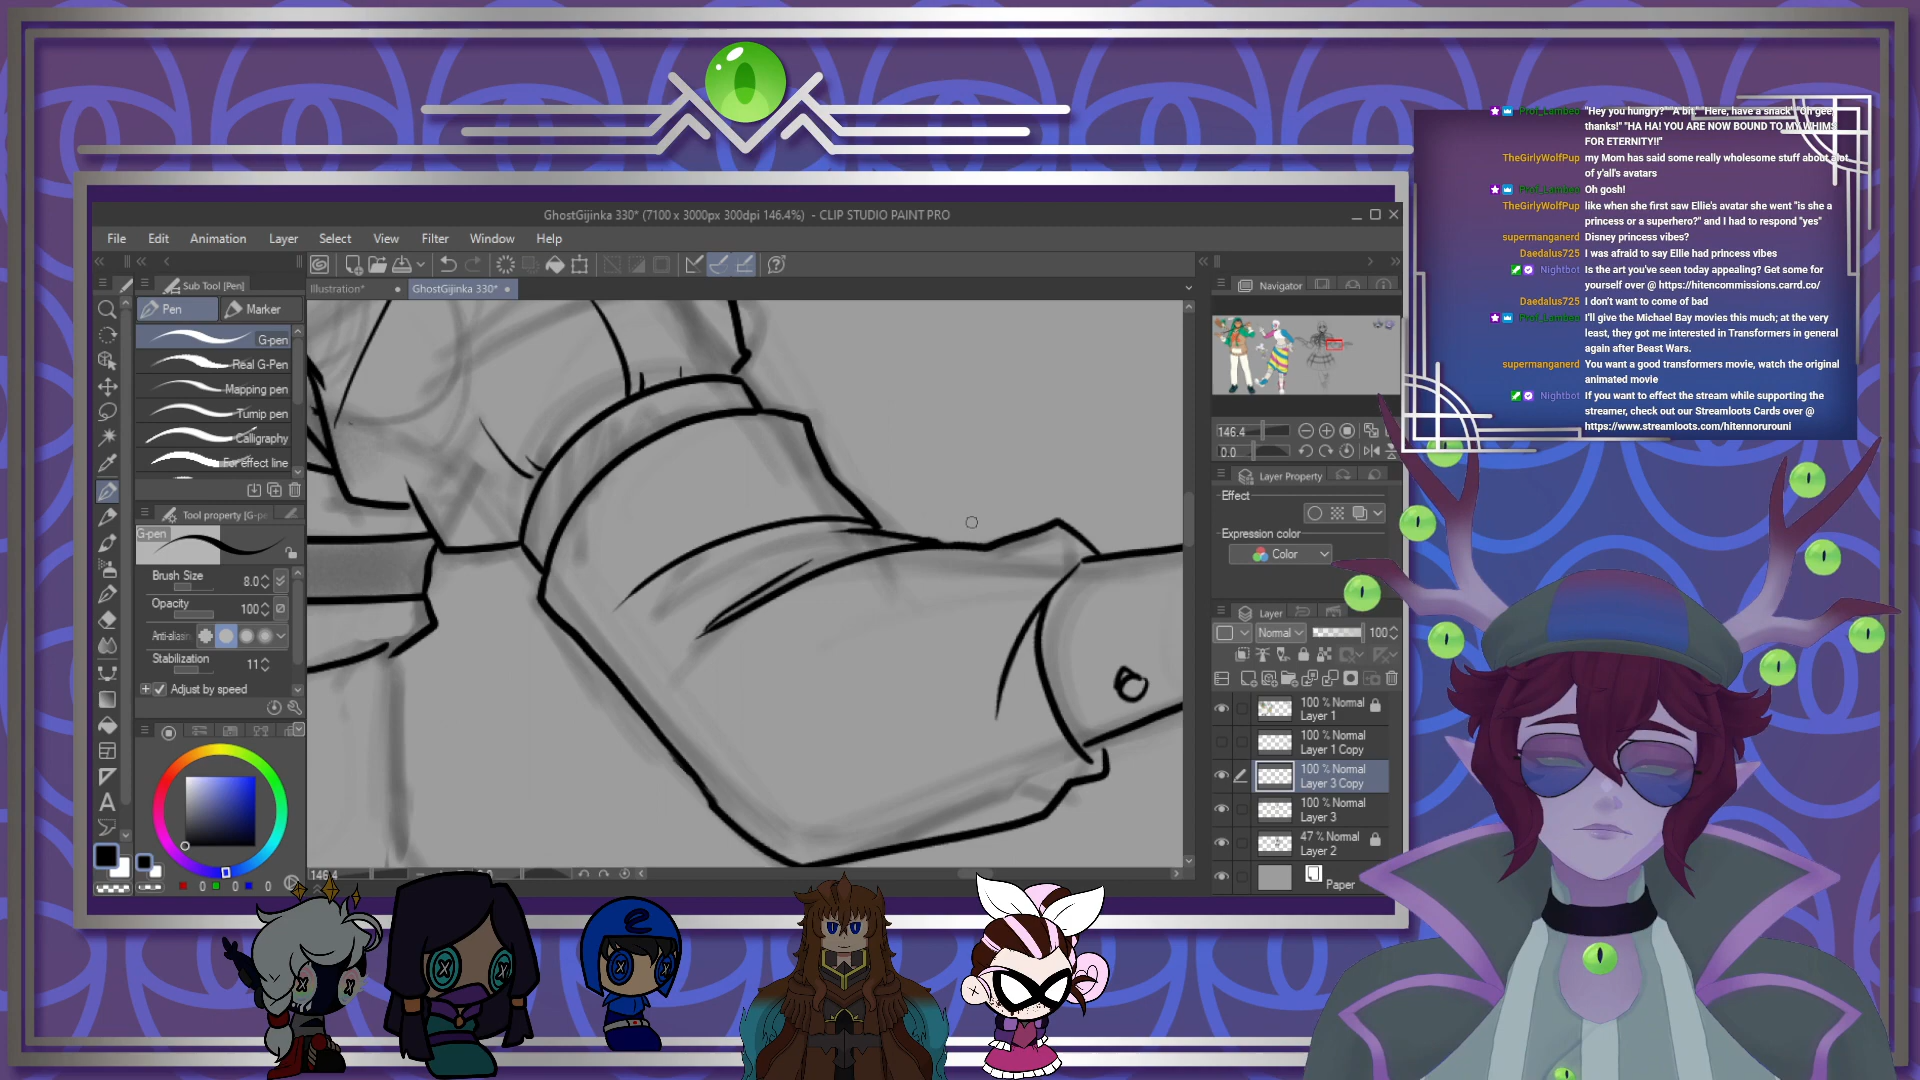 GhostGijinka 330* (7100 x 3000px 300dpi 146.4%)  - CLIP STUDIO PAINT PRO
File Edit Animation Layer Select View Filter Window Help
Sub Tool [Pen]
Illustration*
GhostGijinka 330*
Navigator
Pen
Marker
G-pen
Real G-Pen
Mapping pen
Turnip pen
Calligraphy
For effect line
Tool property [G-pe
G-pen
Brush Size 8.0
Opacity 100
Anti-aliasin
Stabilization 11
Adjust by speed
0 0 0
146.4
146.4
0.0
Layer Property
Effect
Expression color
Color
Layer
Normal 100
100 % Normal
Layer 1
100 % Normal
Layer 1 Copy
100 % Normal
Layer 3 Copy
100 % Normal
Layer 3
47 % Normal
Layer 2
Paper
Prof_Lambeo "Hey you hungry?" "A bit." "Here, have a snack" "Oh gee,
thanks!" "HA HA! YOU ARE NOW BOUND TO MY WHIMS
FOR ETERNITY!!"
TheGirlyWolfPup my Mom has said some really wholesome stuff about alot
of y'all's avatars
Prof_Lambeo Oh gosh!
TheGirlyWolfPup like when she first saw Ellie's avatar she went "is she a
princess or a superhero?" and I had to respond "yes"
supermanganerd Disney princess vibes?
Daedalus725 I was afraid to say Ellie had princess vibes
Nightbot Is the art you've seen today appealing? Get some for
yourself over @ https://hitencommissions.carrd.co/
Daedalus725 I don't want to come of bad
Prof_Lambeo I'll give the Michael Bay movies this much; at the very
least, they got me interested in Transformers in general
again after Beast Wars.
supermanganerd You want a good transformers movie, watch the original
animated movie
Nightbot If you want to effect the stream while supporting the
streamer, check out our Streamloots Cards over @
https://www.streamloots.com/hitennorurouni